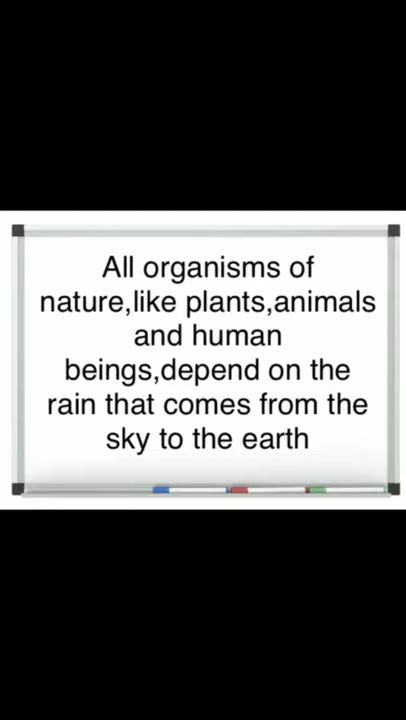 All organisms of
nature,like plants,animals
and human
beings,depend on the
rain that comes from the
sky to the earth